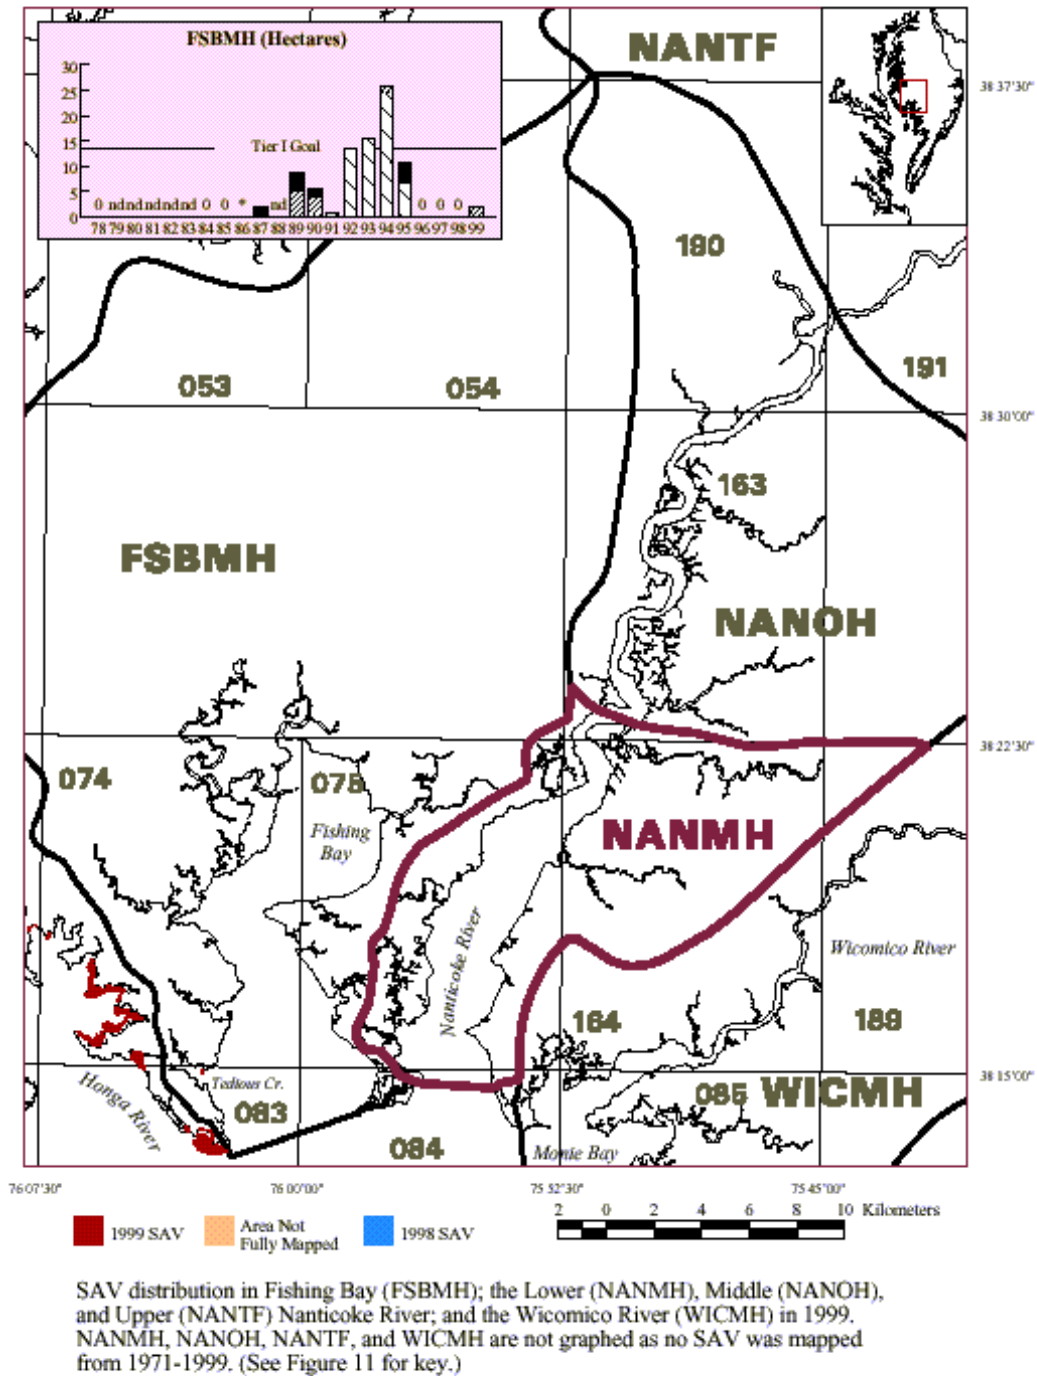 FSBMH (Hectares)
30
25
20
15
10
5
0
Tier I Goal
0 nd nd nd nd nd 0 0 * nd 0 0 0
78 79 80 81 82 83 84 85 86 87 88 89 90 91 92 93 94 95 96 97 98 99
NANTF
38 37'30"
190
191
053
054
38 30'00"
163
FSBMH
NANOH
38 22'30"
074
075
Fishing
Bay
NANMH
Nanticoke River
Wicomico River
164
189
38 15'00"
Honga River
Tedious Cr.
083
085 WICMH
084
Monie Bay
76 07'30"
76 00'00"
75 52'30"
75 45'00"
1999 SAV
Area Not
Fully Mapped
1998 SAV
2 0 2 4 6 8 10 Kilometers
SAV distribution in Fishing Bay (FSBMH); the Lower (NANMH), Middle (NANOH),
and Upper (NANTF) Nanticoke River; and the Wicomico River (WICMH) in 1999.
NANMH, NANOH, NANTF, and WICMH are not graphed as no SAV was mapped
from 1971-1999. (See Figure 11 for key.)